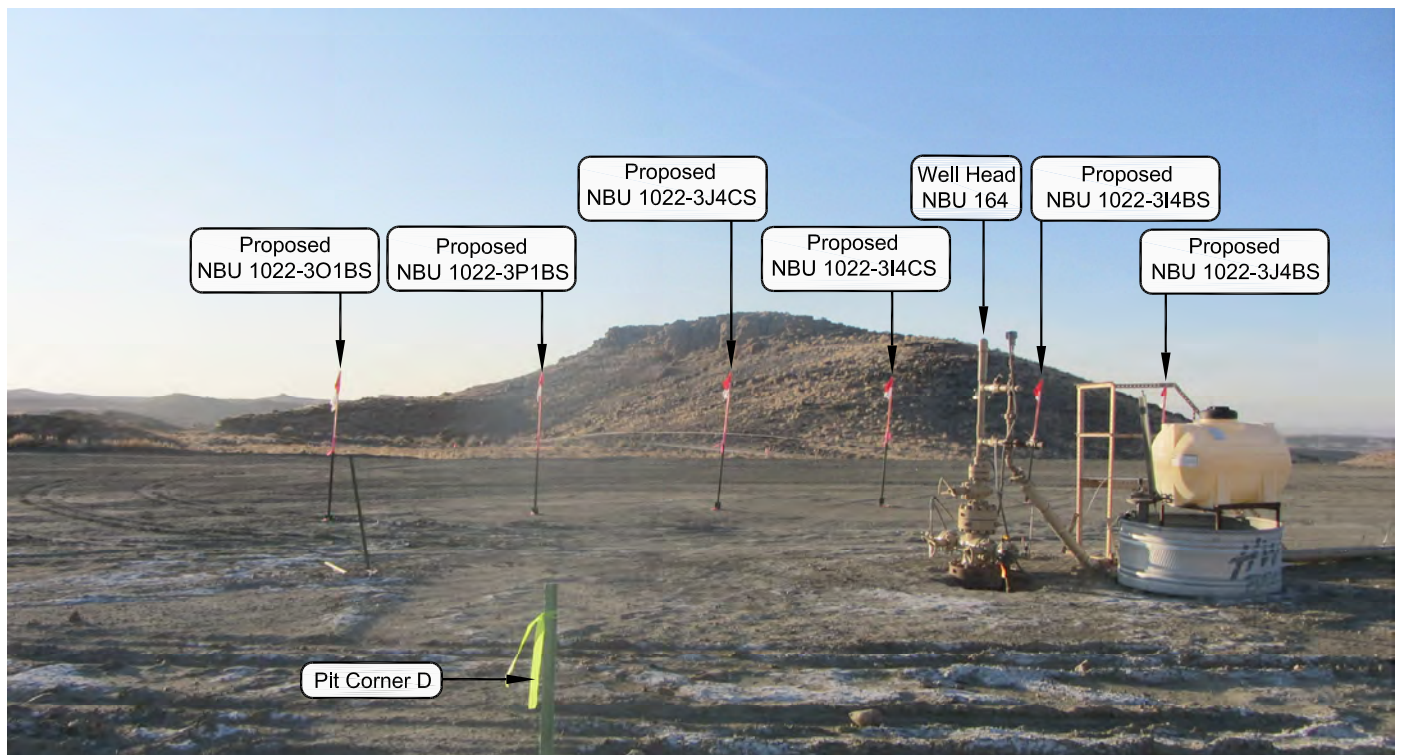 Proposed
NBU 1022-3O1BS
Proposed
NBU 1022-3P1BS
Proposed
NBU 1022-3J4CS
Proposed
NBU 1022-3I4CS
Well Head
NBU 164
Proposed
NBU 1022-3I4BS
Proposed
NBU 1022-3J4BS
Pit Corner D